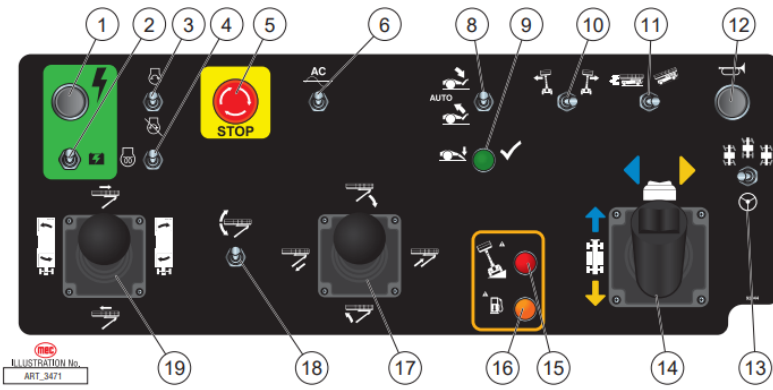 1 2 3 4 5 6 8 9 10 11 12
AC
AUTO
STOP
mec
ILLUSTRATION No.
ART_3471
19 18 17 16 15 14 13